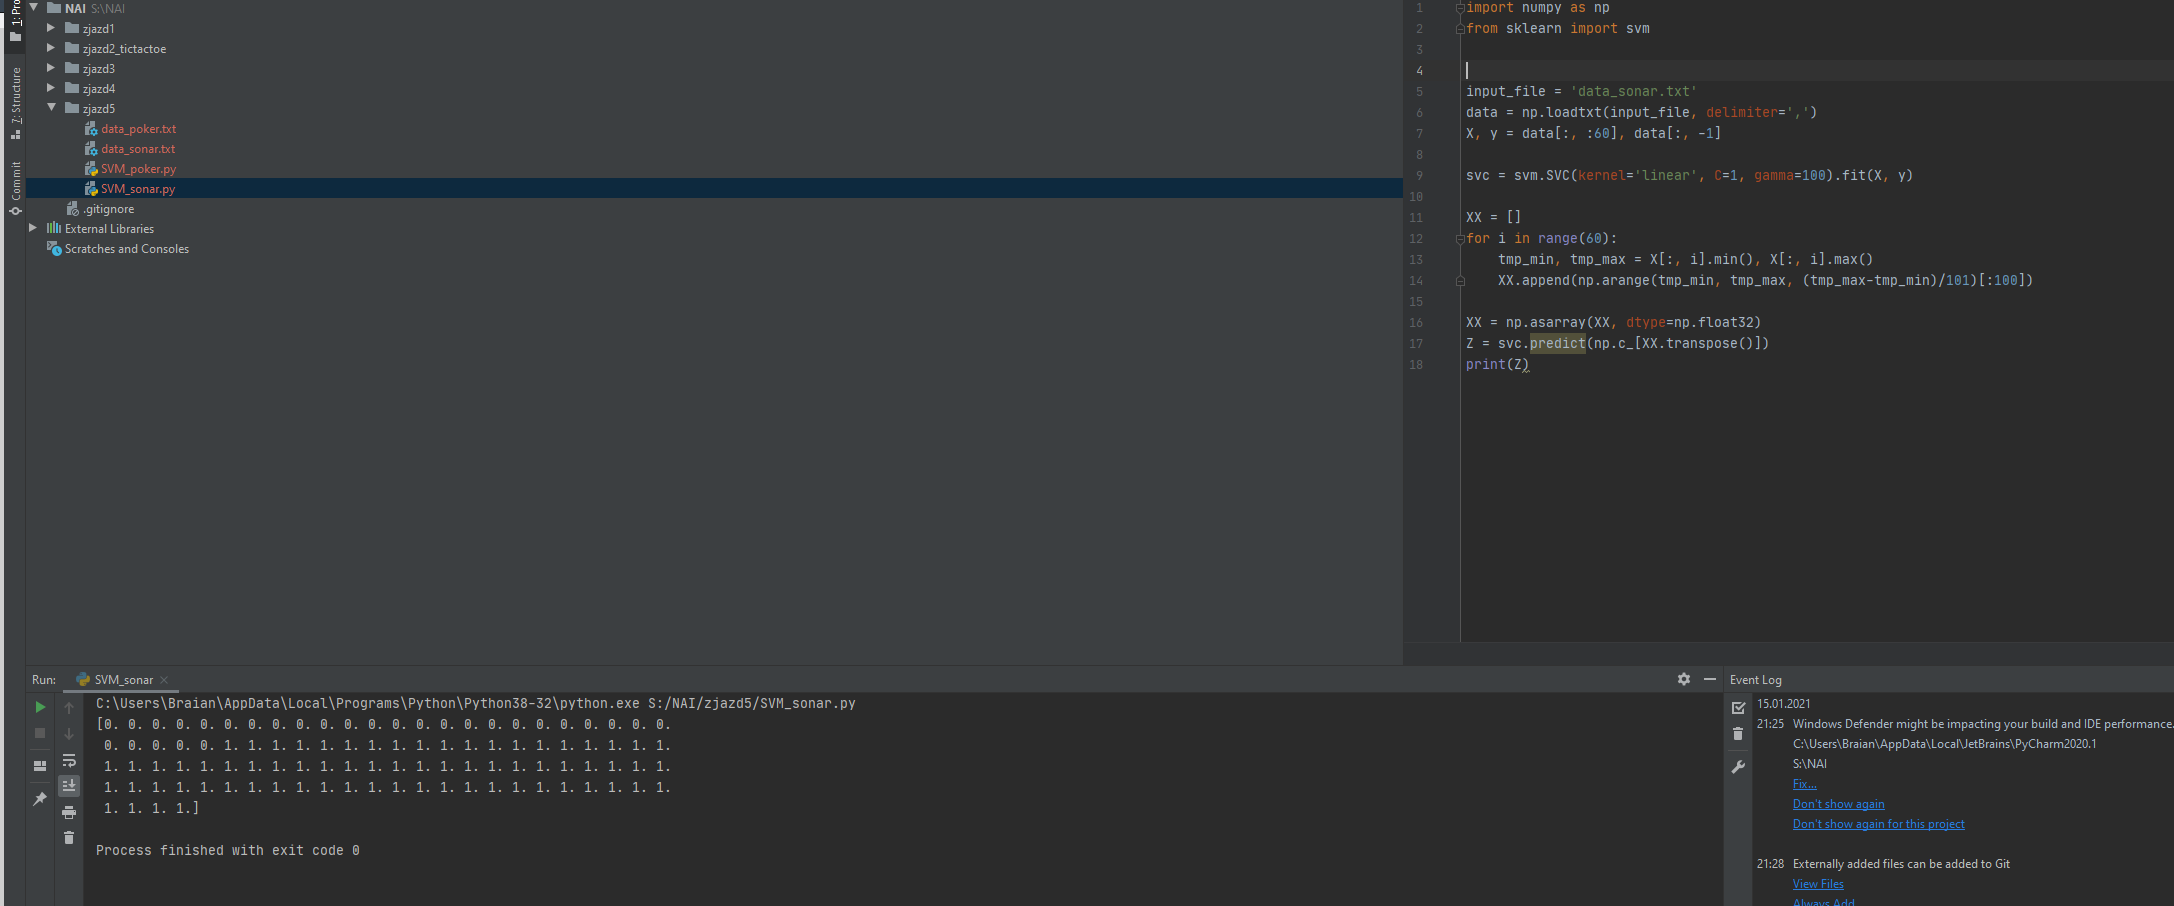 1: Pro
7: Structure
Commit
NAI S:\NAI
zjazd1
zjazd2_tictactoe
zjazd3
zjazd4
zjazd5
data_poker.txt
data_sonar.txt
SVM_poker.py
SVM_sonar.py
.gitignore
External Libraries
Scratches and Consoles
1 import numpy as np
2 from sklearn import svm
3
4
5 input_file = 'data_sonar.txt'
6 data = np.loadtxt(input_file, delimiter=',')
7 X, y = data[:, :60], data[:, -1]
8
9 svc = svm.SVC(kernel='linear', C=1, gamma=100).fit(X, y)
10
11 XX = []
12 for i in range(60):
13     tmp_min, tmp_max = X[:, i].min(), X[:, i].max()
14     XX.append(np.arange(tmp_min, tmp_max, (tmp_max-tmp_min)/101)[:100])
15
16 XX = np.asarray(XX, dtype=np.float32)
17 Z = svc.predict(np.c_[XX.transpose()])
18 print(Z)
Run: SVM_sonar
C:\Users\Braian\AppData\Local\Programs\Python\Python38-32\python.exe S:/NAI/zjazd5/SVM_sonar.py
[0. 0. 0. 0. 0. 0. 0. 0. 0. 0. 0. 0. 0. 0. 0. 0. 0. 0. 0. 0. 0. 0. 0. 0.
 0. 0. 0. 0. 0. 1. 1. 1. 1. 1. 1. 1. 1. 1. 1. 1. 1. 1. 1. 1. 1. 1. 1. 1.
 1. 1. 1. 1. 1. 1. 1. 1. 1. 1. 1. 1. 1. 1. 1. 1. 1. 1. 1. 1. 1. 1. 1. 1.
 1. 1. 1. 1. 1. 1. 1. 1. 1. 1. 1. 1. 1. 1. 1. 1. 1. 1. 1. 1. 1. 1. 1. 1.
 1. 1. 1. 1.]
Process finished with exit code 0
Event Log
15.01.2021
21:25 Windows Defender might be impacting your build and IDE performance.
C:\Users\Braian\AppData\Local\JetBrains\PyCharm2020.1
S:\NAI
Fix...
Don't show again
Don't show again for this project
21:28 Externally added files can be added to Git
View Files
Always Add